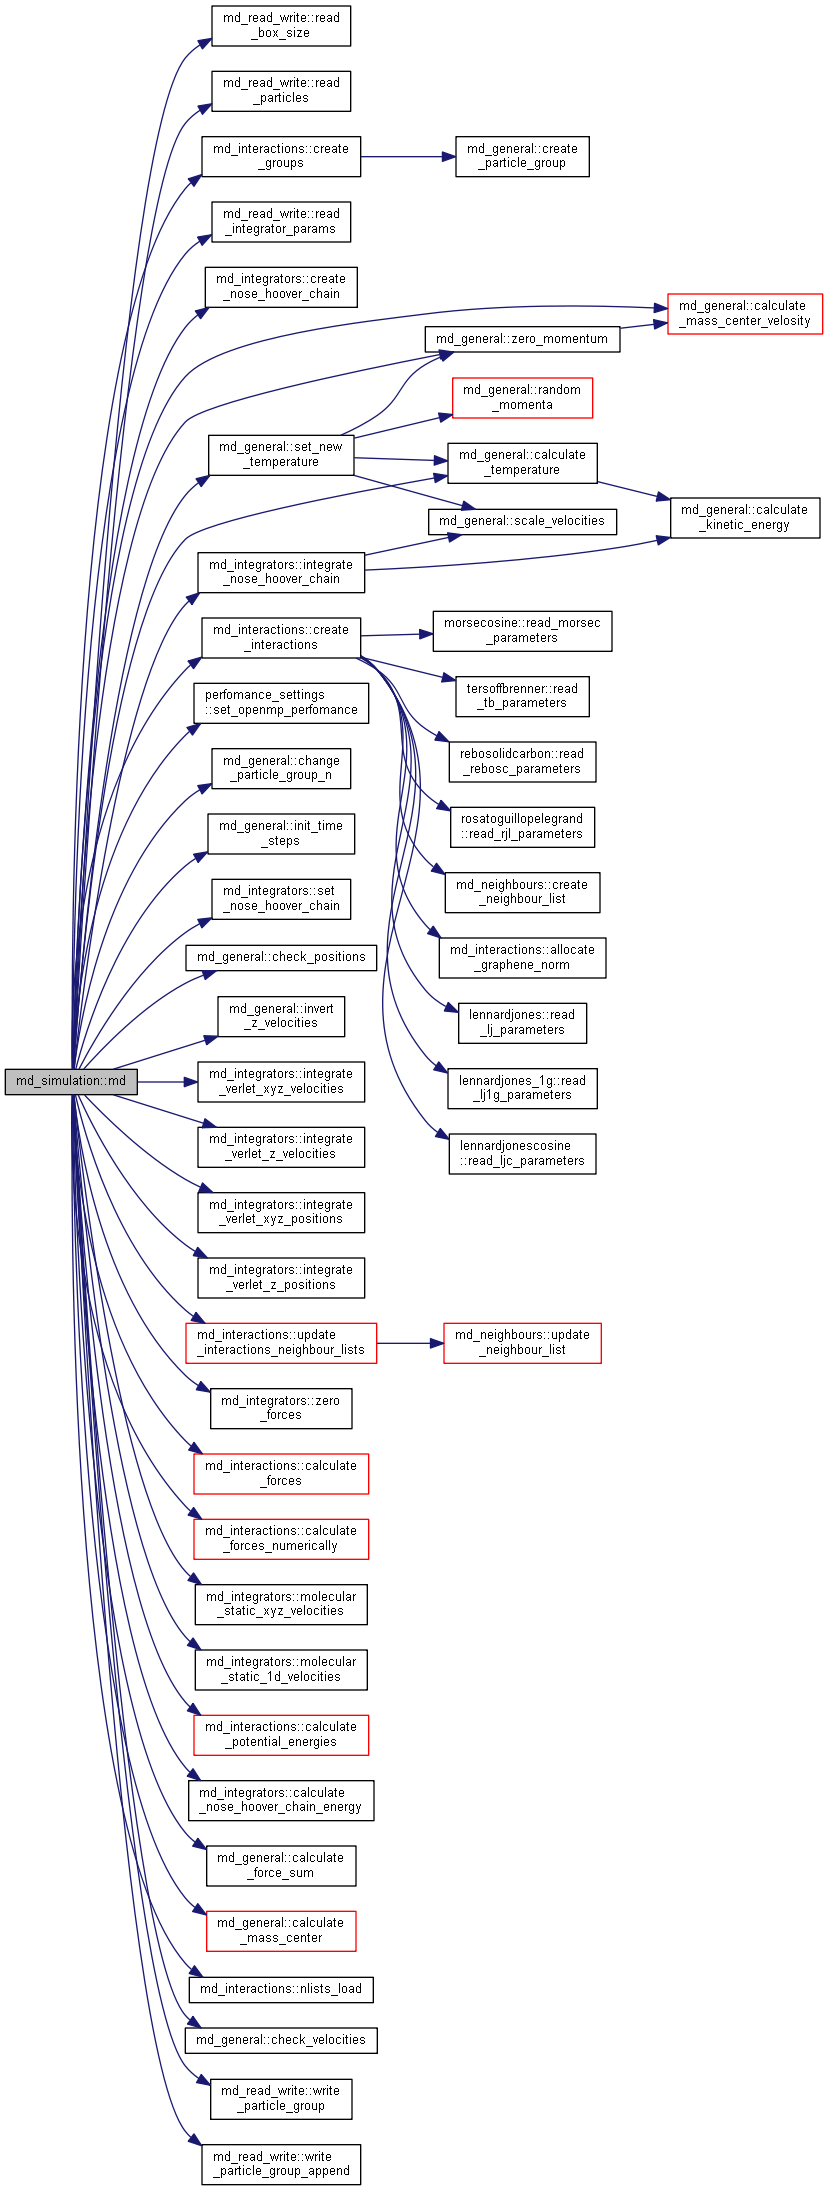 md_read_write::read
_box_size
md_read_write::read
_particles
md_interactions::create
_groups
md_general::create
_particle_group
md_read_write::read
_integrator_params
md_integrators::create
_nose_hoover_chain
md_general::calculate
_mass_center_velosity
md_general::zero_momentum
md_general::random
_momenta
md_general::set_new
_temperature
md_general::calculate
_temperature
md_general::scale_velocities
md_general::calculate
_kinetic_energy
md_integrators::integrate
_nose_hoover_chain
md_interactions::create
_interactions
morsecosine::read_morsec
_parameters
tersoffbrenner::read
_tb_parameters
perfomance_settings
::set_openmp_perfomance
rebosolidcarbon::read
_rebosc_parameters
md_general::change
_particle_group_n
rosatoguillopelegrand
::read_rjl_parameters
md_general::init_time
_steps
md_neighbours::create
_neighbour_list
md_integrators::set
_nose_hoover_chain
md_interactions::allocate
_graphene_norm
md_general::check_positions
lennardjones::read
_lj_parameters
md_general::invert
_z_velocities
md_simulation::md
md_integrators::integrate
_verlet_xyz_velocities
lennardjones_1g::read
_lj1g_parameters
md_integrators::integrate
_verlet_z_velocities
lennardjonescosine
::read_ljc_parameters
md_integrators::integrate
_verlet_xyz_positions
md_integrators::integrate
_verlet_z_positions
md_interactions::update
_interactions_neighbour_lists
md_neighbours::update
_neighbour_list
md_integrators::zero
_forces
md_interactions::calculate
_forces
md_interactions::calculate
_forces_numerically
md_integrators::molecular
_static_xyz_velocities
md_integrators::molecular
_static_1d_velocities
md_interactions::calculate
_potential_energies
md_integrators::calculate
_nose_hoover_chain_energy
md_general::calculate
_force_sum
md_general::calculate
_mass_center
md_interactions::nlists_load
md_general::check_velocities
md_read_write::write
_particle_group
md_read_write::write
_particle_group_append